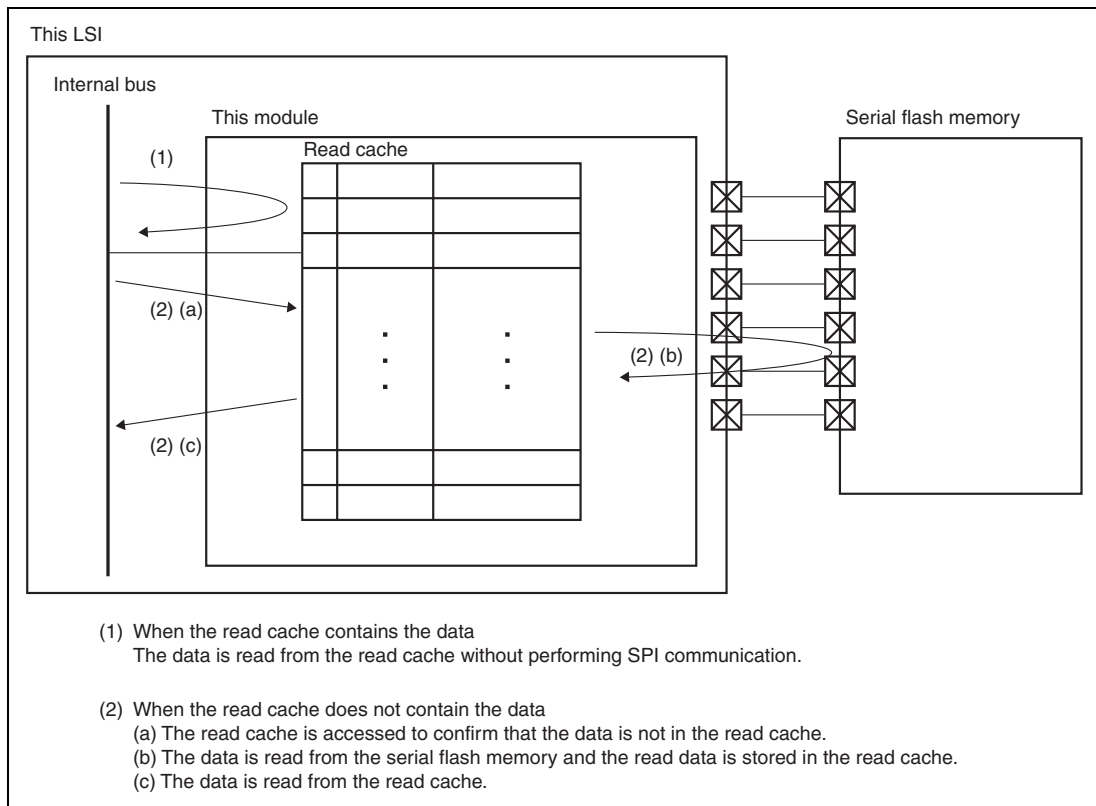 This LSI
Internal bus
This module
Serial flash memory
Read cache
(1)
(2) (a)
(2) (b)
(2) (c)
(1) When the read cache contains the data
The data is read from the read cache without performing SPI communication.
(2) When the read cache does not contain the data
(a) The read cache is accessed to confirm that the data is not in the read cache.
(b) The data is read from the serial flash memory and the read data is stored in the read cache.
(c) The data is read from the read cache.